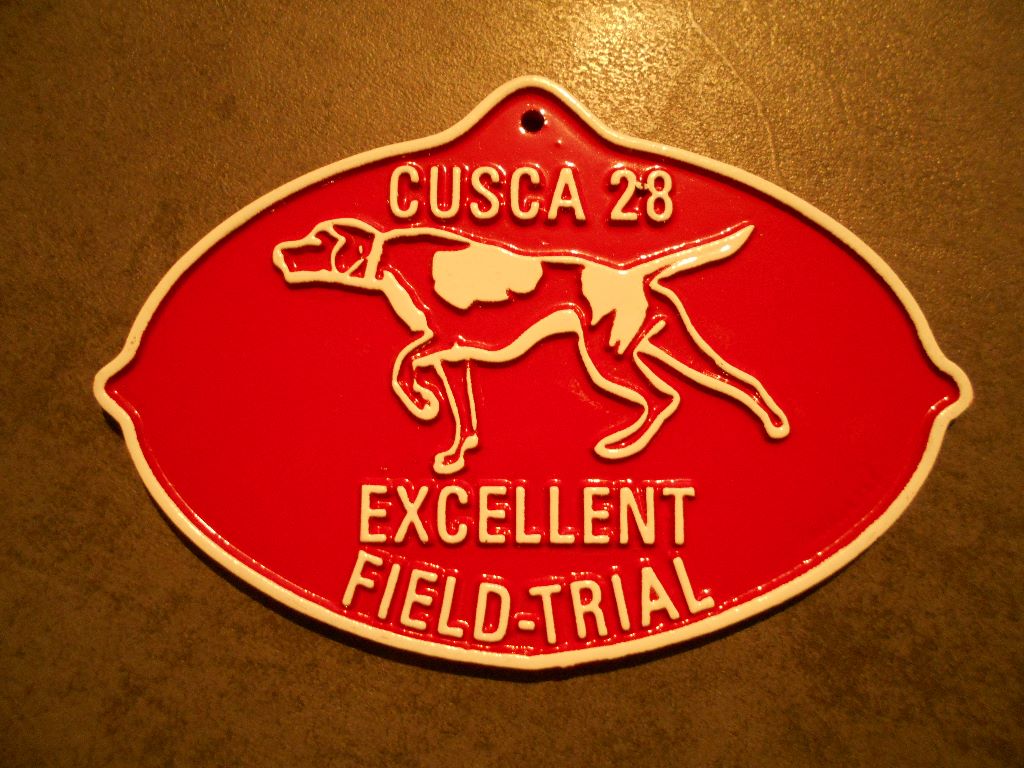 CUSCA 28
EXCELLENT
FIELD-TRIAL